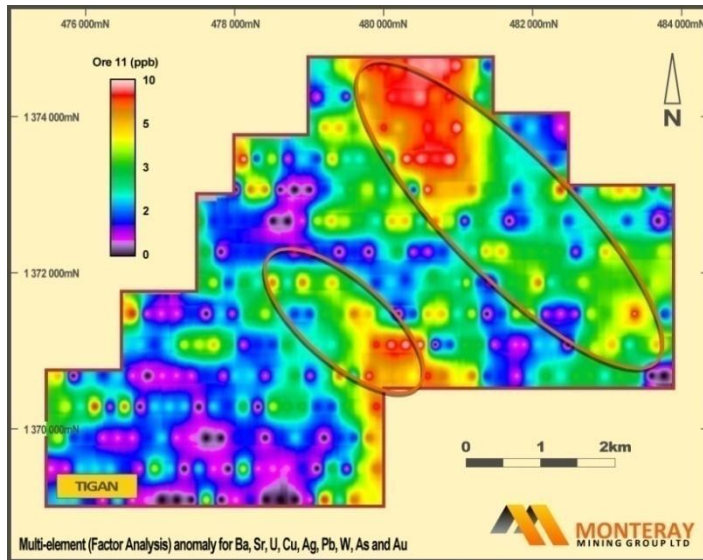 476 000mN 478 000mN 480 000mN 482 000mN 484 000mN
Ore 11 (ppb)
10
5
3
2
0
1 374 000mN
1 372 000mN
1 370 000mN
N
0 1 2km
TIGAN
Multi-element (Factor Analysis) anomaly for Ba, Sr, U, Cu, Ag, Pb, W, As and Au
MONTERAY
MINING GROUP LTD